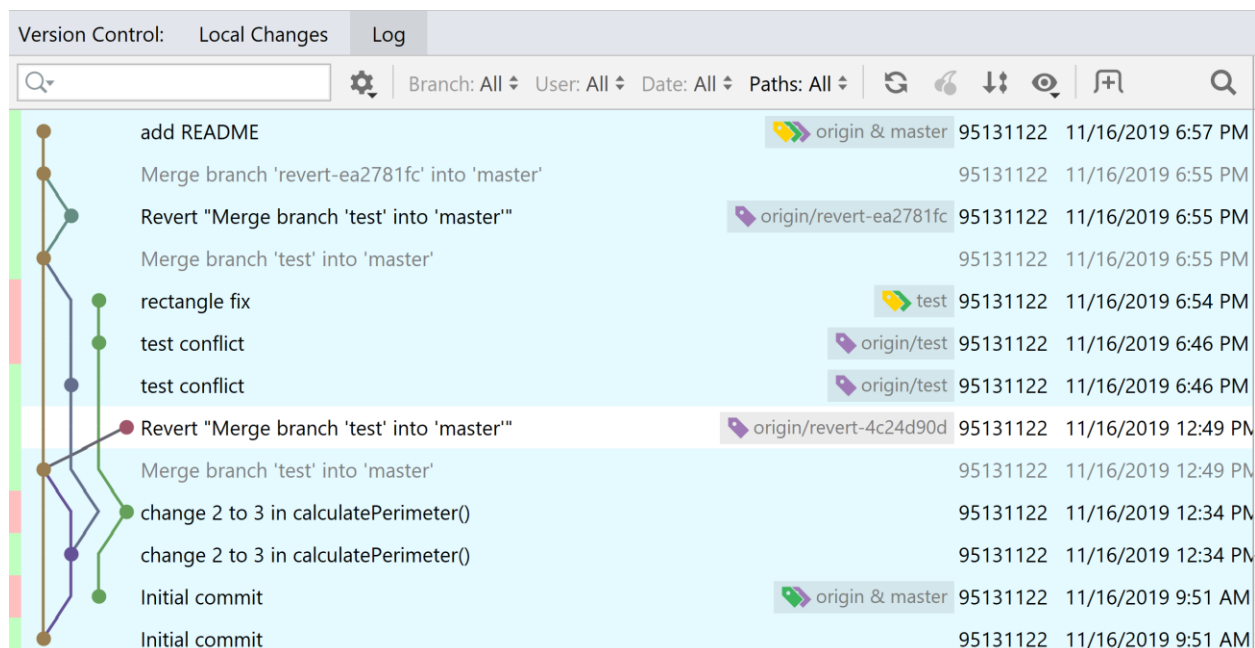 Version Control: Local Changes Log
Branch: All User: All Date: All Paths: All
add README origin & master 95131122 11/16/2019 6:57 PM
Merge branch 'revert-ea2781fc' into 'master' 95131122 11/16/2019 6:55 PM
Revert "Merge branch 'test' into 'master'" origin/revert-ea2781fc 95131122 11/16/2019 6:55 PM
Merge branch 'test' into 'master' 95131122 11/16/2019 6:55 PM
rectangle fix test 95131122 11/16/2019 6:54 PM
test conflict origin/test 95131122 11/16/2019 6:46 PM
test conflict origin/test 95131122 11/16/2019 6:46 PM
Revert "Merge branch 'test' into 'master'" origin/revert-4c24d90d 95131122 11/16/2019 12:49 PM
Merge branch 'test' into 'master' 95131122 11/16/2019 12:49 PM
change 2 to 3 in calculatePerimeter() 95131122 11/16/2019 12:34 PM
change 2 to 3 in calculatePerimeter() 95131122 11/16/2019 12:34 PM
Initial commit origin & master 95131122 11/16/2019 9:51 AM
Initial commit 95131122 11/16/2019 9:51 AM